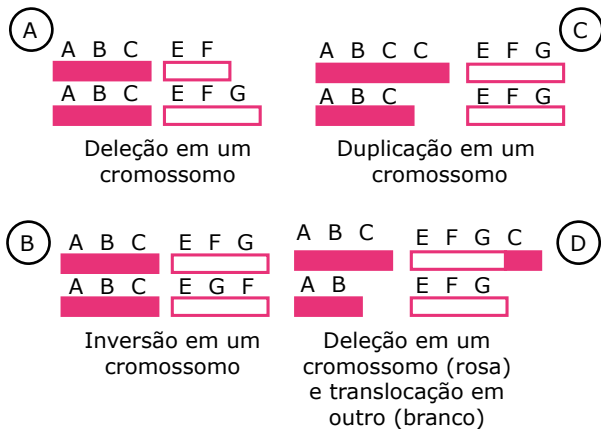 A
A B C E F
A B C E F G
Deleção em um
cromossomo
C
A B C C E F G
A B C E F G
Duplicação em um
cromossomo
B
A B C E F G
A B C E G F
Inversão em um
cromossomo
D
A B C E F G C
A B E F G
Deleção em um
cromossomo (rosa)
e translocação em
outro (branco)